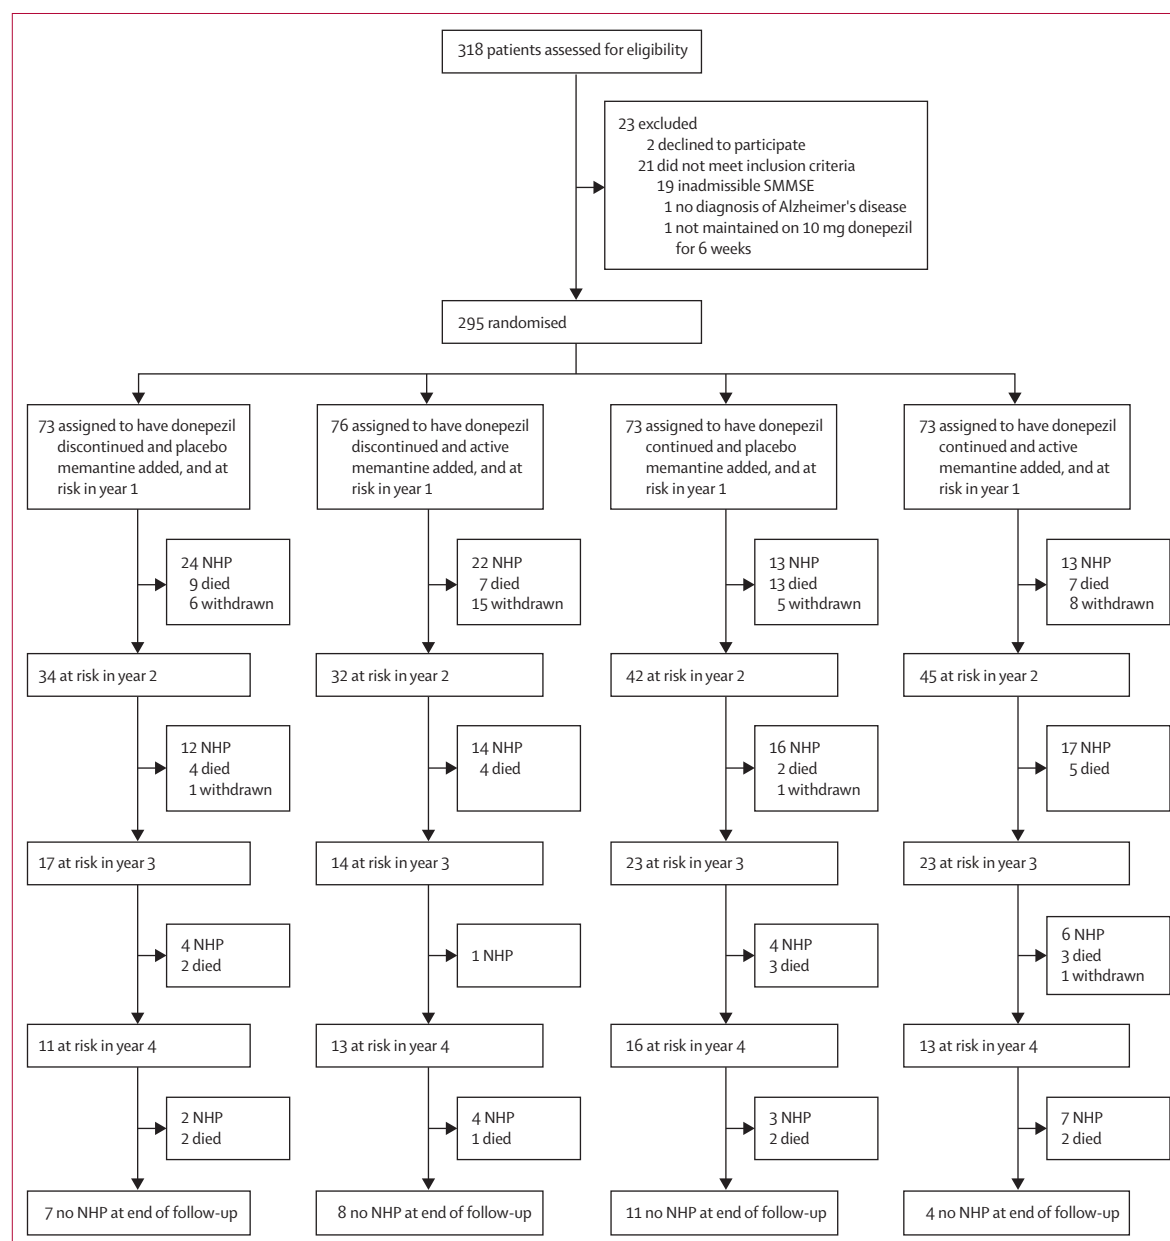 318 patients assessed for eligibility
23 excluded
2 declined to participate
21 did not meet inclusion criteria
19 inadmissible SMMSE
1 no diagnosis of Alzheimer's disease
1 not maintained on 10 mg donepezil
for 6 weeks
295 randomised
73 assigned to have donepezil
discontinued and placebo
memantine added, and at
risk in year 1
76 assigned to have donepezil
discontinued and active
memantine added, and at
risk in year 1
73 assigned to have donepezil
continued and placebo
memantine added, and at
risk in year 1
73 assigned to have donepezil
continued and active
memantine added, and at
risk in year 1
24 NHP
9 died
6 withdrawn
22 NHP
7 died
15 withdrawn
13 NHP
13 died
5 withdrawn
13 NHP
7 died
8 withdrawn
34 at risk in year 2
32 at risk in year 2
42 at risk in year 2
45 at risk in year 2
12 NHP
4 died
1 withdrawn
14 NHP
4 died
16 NHP
2 died
1 withdrawn
17 NHP
5 died
17 at risk in year 3
14 at risk in year 3
23 at risk in year 3
23 at risk in year 3
4 NHP
2 died
1 NHP
4 NHP
3 died
6 NHP
3 died
1 withdrawn
11 at risk in year 4
13 at risk in year 4
16 at risk in year 4
13 at risk in year 4
2 NHP
2 died
4 NHP
1 died
3 NHP
2 died
7 NHP
2 died
7 no NHP at end of follow-up
8 no NHP at end of follow-up
11 no NHP at end of follow-up
4 no NHP at end of follow-up